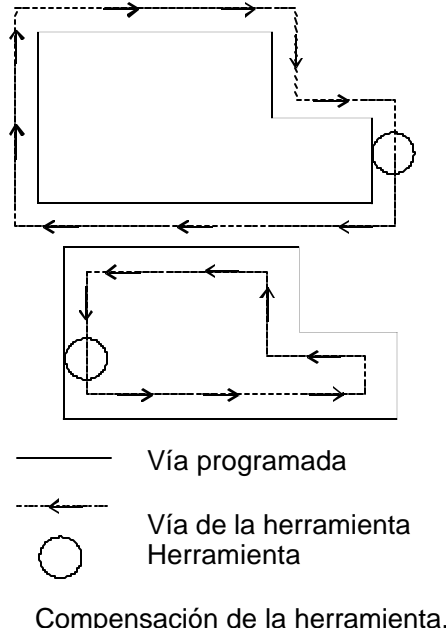 Vía programada
Vía de la herramienta
Herramienta
Compensación de la herramienta.